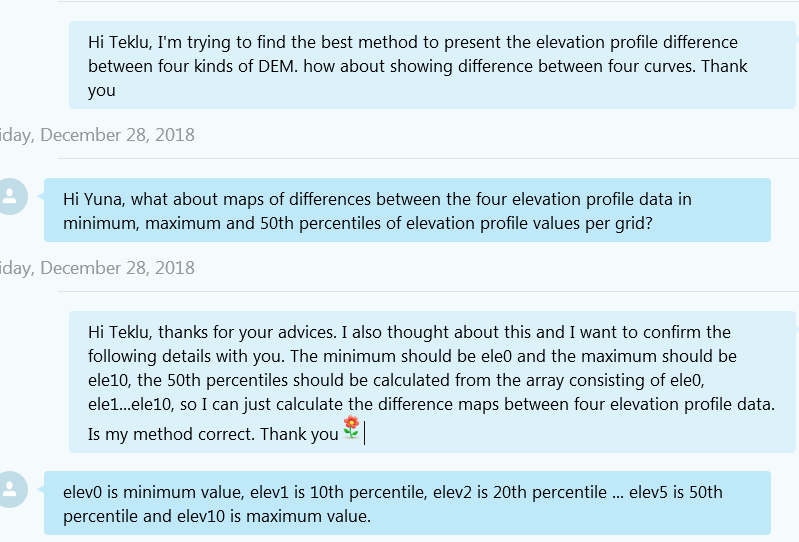 Hi Teklu, I'm trying to find the best method to present the elevation profile difference
between four kinds of DEM. how about showing difference between four curves. Thank
you
iday, December 28, 2018
Hi Yuna, what about maps of differences between the four elevation profile data in
minimum, maximum and 50th percentiles of elevation profile values per grid?
iday, December 28, 2018
Hi Teklu, thanks for your advices. I also thought about this and I want to confirm the
following details with you. The minimum should be ele0 and the maximum should be
ele10, the 50th percentiles should be calculated from the array consisting of ele0,
ele1...ele10, so I can just calculate the difference maps between four elevation profile data.
Is my method correct. Thank you
elev0 is minimum value, elev1 is 10th percentile, elev2 is 20th percentile ... elev5 is 50th
percentile and elev10 is maximum value.